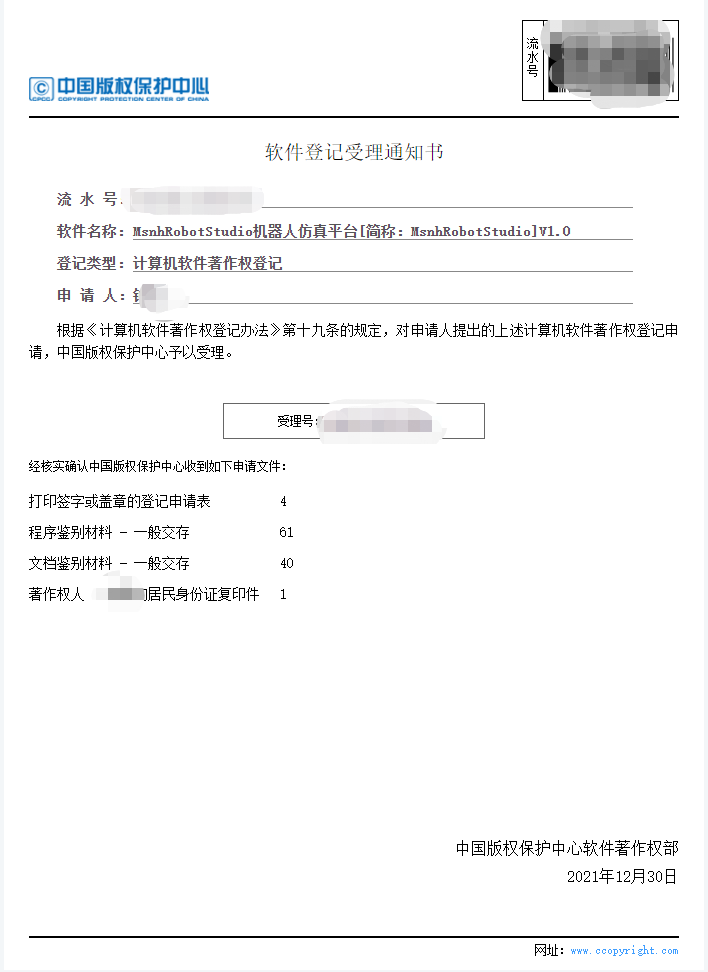 流水号
中国版权保护中心
CPCC COPYRIGHT PROTECTION CENTER OF CHINA
软件登记受理通知书
流 水 号:
软件名称：MsnhRobotStudio机器人仿真平台[简称：MsnhRobotStudio]V1.0
登记类型：计算机软件著作权登记
申 请 人：
根据《计算机软件著作权登记办法》第十九条的规定，对申请人提出的上述计算机软件著作权登记申
请，中国版权保护中心予以受理。
受理号：
经核实确认中国版权保护中心收到如下申请文件：
打印签字或盖章的登记申请表 4
程序鉴别材料 - 一般交存 61
文档鉴别材料 - 一般交存 40
著作权人 居民身份证复印件 1
中国版权保护中心软件著作权部
2021年12月30日
网址：www.ccopyright.com